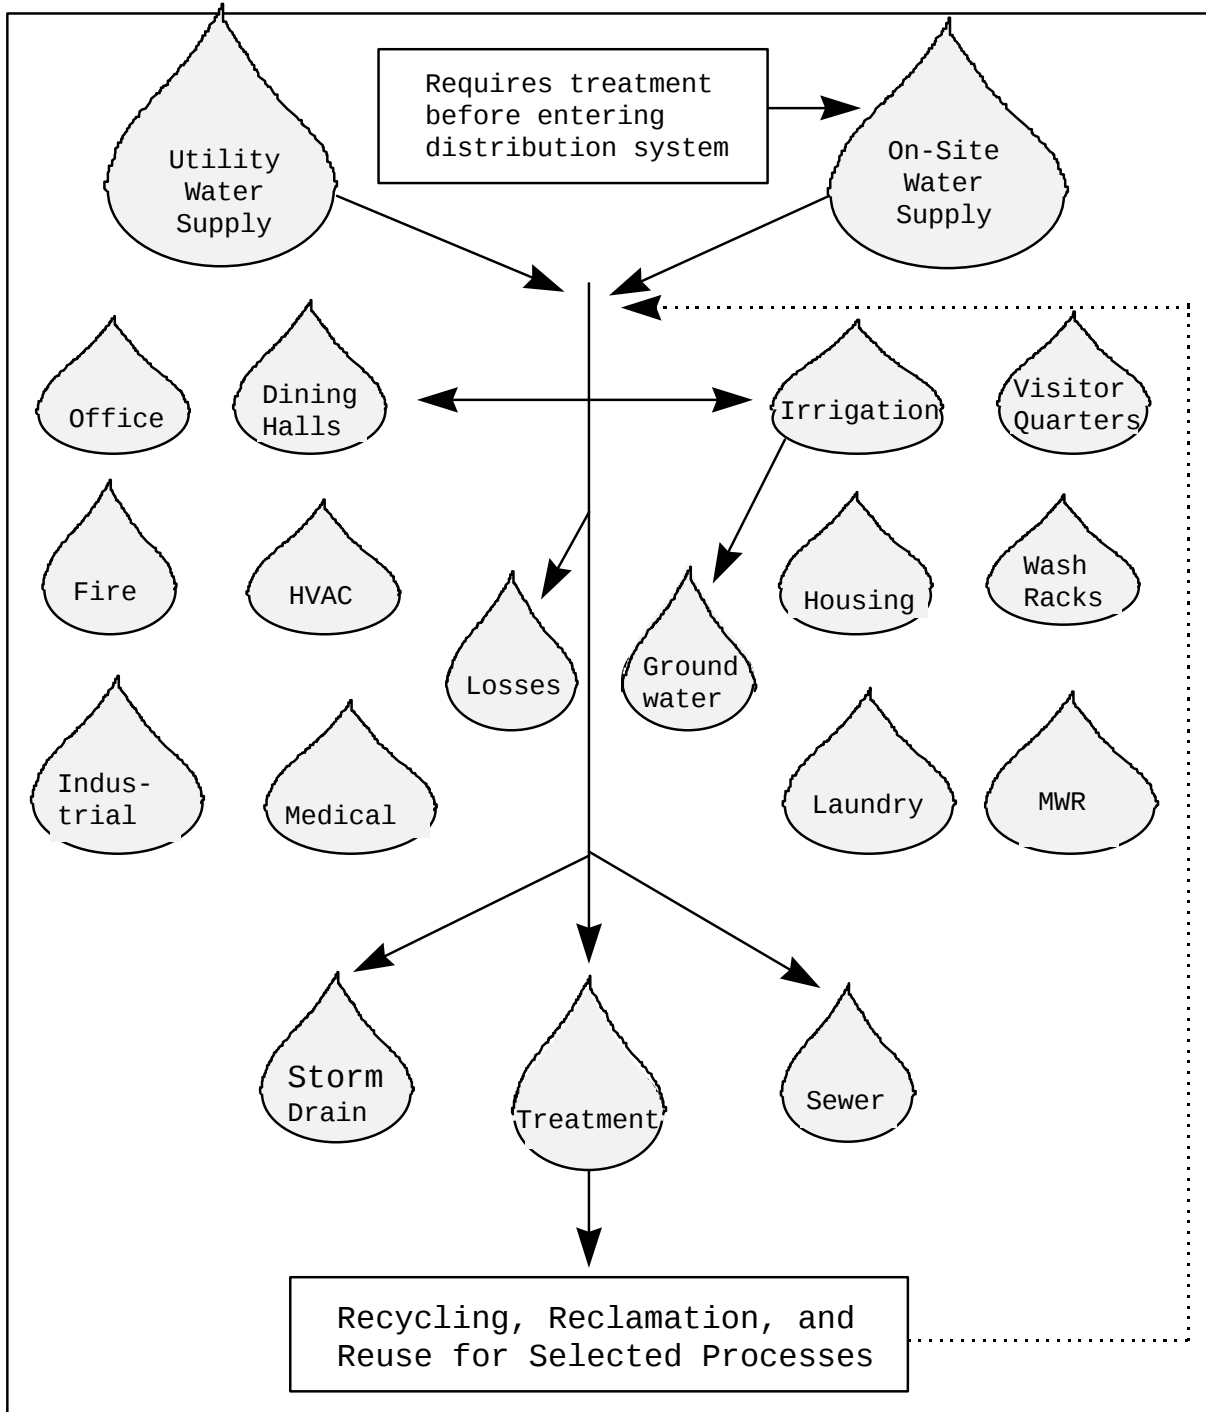 Utility
Water
Supply
Requires treatment
before entering
distribution system
On-Site
Water
Supply
Office
Dining
Halls
Irrigation
Visitor
Quarters
Fire
HVAC
Losses
Ground
water
Housing
Wash
Racks
Indus-
trial
Medical
Laundry
MWR
Storm
Drain
Treatment
Sewer
Recycling, Reclamation, and
Reuse for Selected Processes